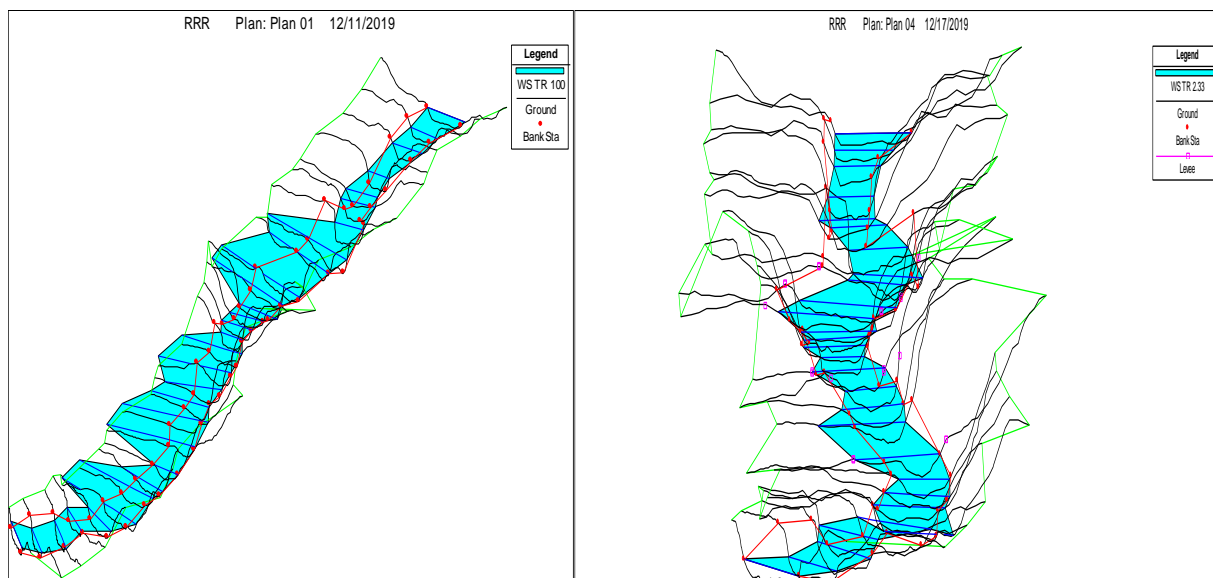 RRR Plan: Plan 01 12/11/2019
Legend
WS TR 100
Ground
Bank Sta
RRR Plan: Plan 04 12/17/2019
Legend
WS TR 2.33
Ground
Bank Sta
Levee